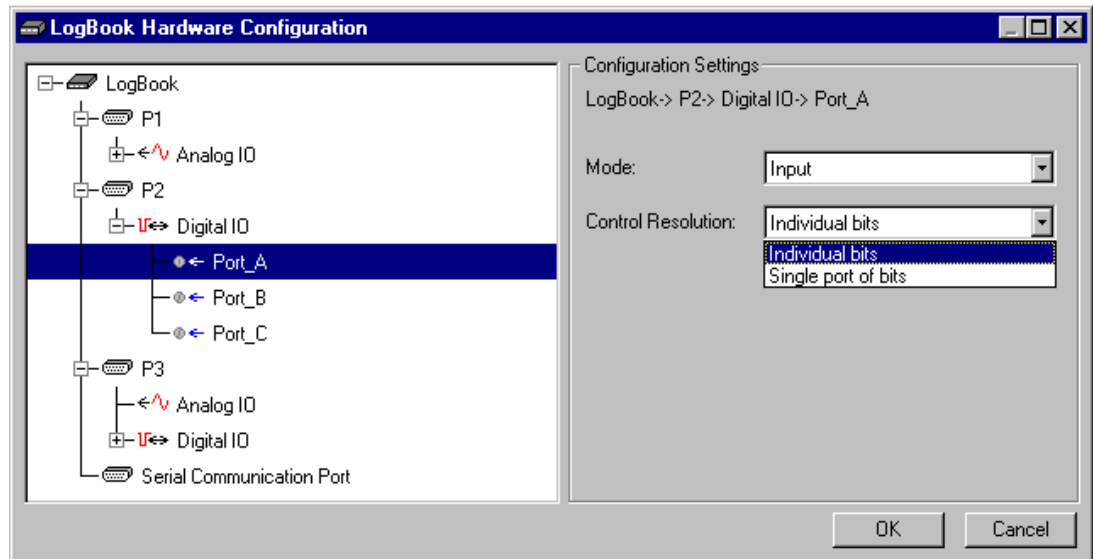 LogBook Hardware Configuration
LogBook
P1
Analog IO
P2
Digital IO
Port_A
Port_B
Port_C
P3
Analog IO
Digital IO
Serial Communication Port
Configuration Settings
LogBook-> P2-> Digital IO-> Port_A
Mode: Input
Control Resolution: Individual bits
Individual bits
Single port of bits
OK Cancel